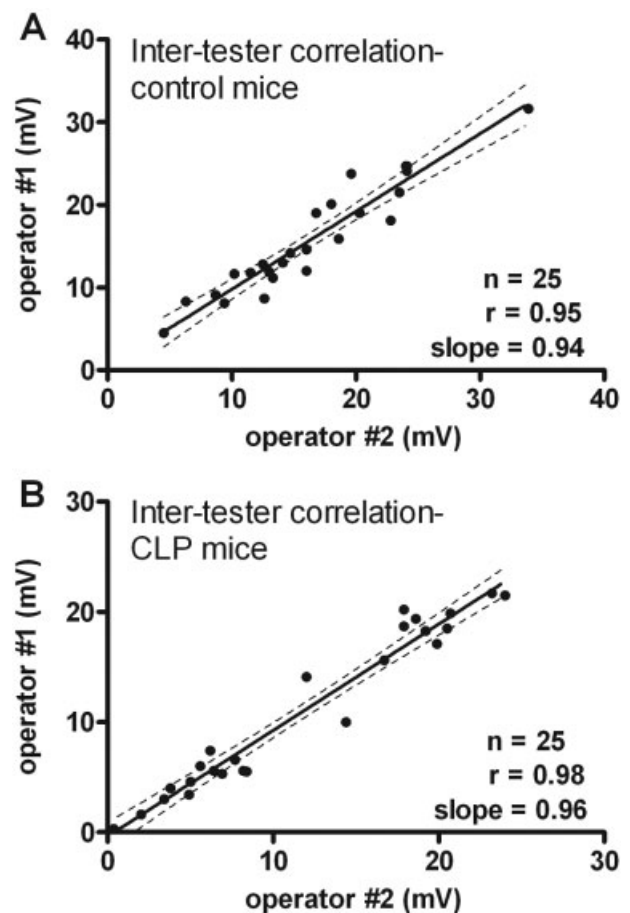 A
Inter-tester correlation-
control mice
40
30
20
10
0
operator #1 (mV)
n = 25
r = 0.95
slope = 0.94
0 10 20 30 40
operator #2 (mV)
B
Inter-tester correlation-
CLP mice
30
20
10
0
operator #1 (mV)
n = 25
r = 0.98
slope = 0.96
0 10 20 30
operator #2 (mV)